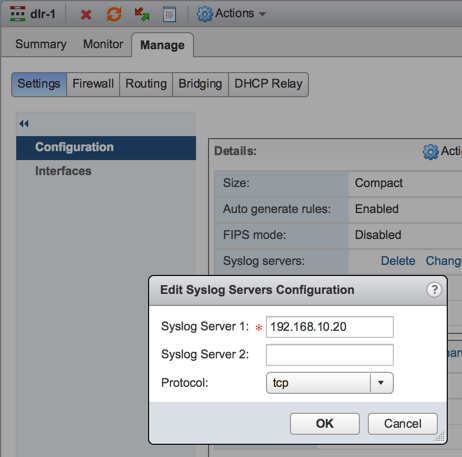 dlr-1 Actions
Summary Monitor Manage
Settings Firewall Routing Bridging DHCP Relay
Configuration
Interfaces
Details:
Size: Compact
Auto generate rules: Enabled
FIPS mode: Disabled
Syslog servers: Delete
Edit Syslog Servers Configuration ?
Syslog Server 1: * 192.168.10.20
Syslog Server 2:
Protocol: tcp
OK Cancel